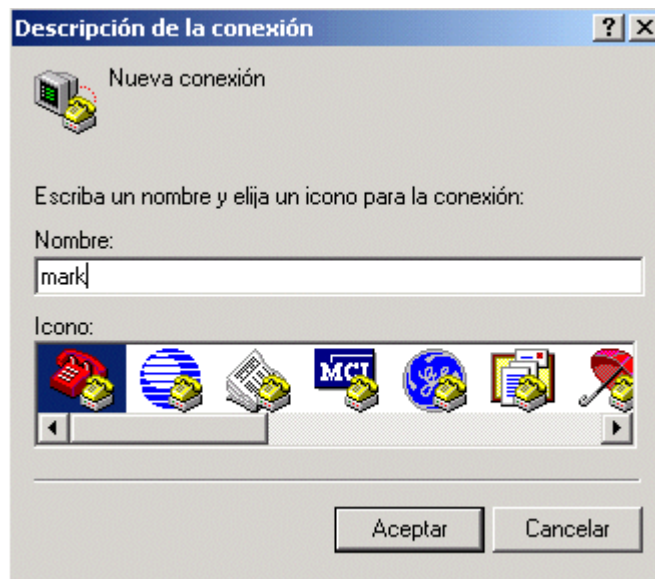 Descripción de la conexión
Nueva conexión
Escriba un nombre y elija un icono para la conexión:
Nombre:
mark
Icono:
MCI
Aceptar
Cancelar